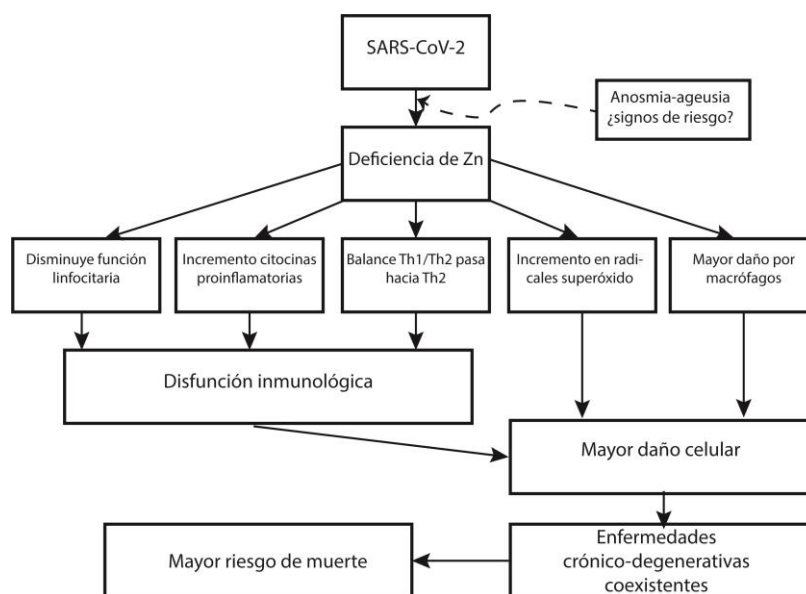 SARS-CoV-2
Anosmia-ageusia
¿signos de riesgo?
Deficiencia de Zn
Disminuye función
linfocitaria
Incremento citocinas
proinflamatorias
Balance Th1/Th2 pasa
hacia Th2
Incremento en radi-
cales superóxido
Mayor daño por
macrófagos
Disfunción inmunológica
Mayor daño celular
Mayor riesgo de muerte
Enfermedades
crónico-degenerativas
coexistentes